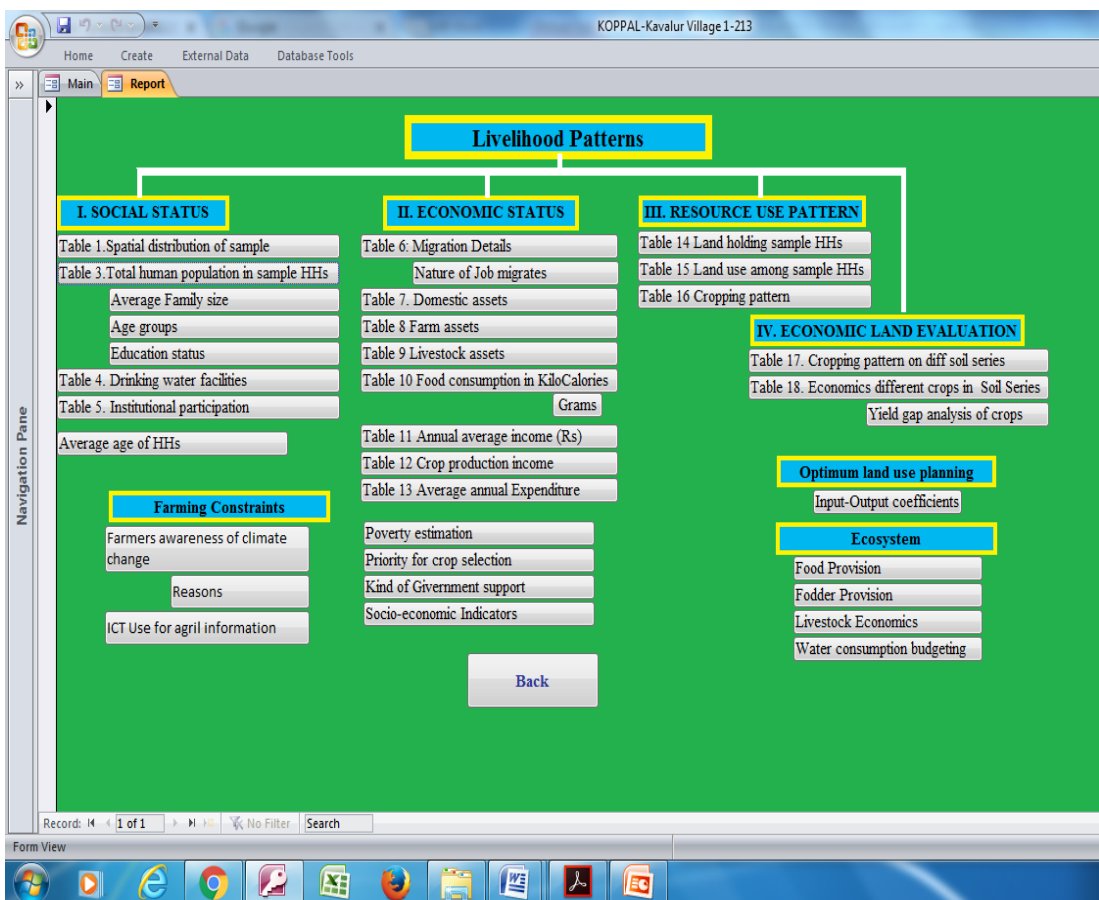 KOPPAL-Kavalur Village 1-213
Home Create External Data Database Tools
Main Report
Navigation Pane
Livelihood Patterns
I. SOCIAL STATUS
Table 1.Spatial distribution of sample
Table 3.Total human population in sample HHs
Average Family size
Age groups
Education status
Table 4. Drinking water facilities
Table 5. Institutional participation
Average age of HHs
Farming Constraints
Farmers awareness of climate
change
Reasons
ICT Use for agril information
II. ECONOMIC STATUS
Table 6: Migration Details
Nature of Job migrates
Table 7. Domestic assets
Table 8 Farm assets
Table 9 Livestock assets
Table 10 Food consumption in KiloCalories
Grams
Table 11 Annual average income (Rs)
Table 12 Crop production income
Table 13 Average annual Expenditure
Poverty estimation
Priority for crop selection
Kind of Givernment support
Socio-economic Indicators
Back
III. RESOURCE USE PATTERN
Table 14 Land holding sample HHs
Table 15 Land use among sample HHs
Table 16 Cropping pattern
IV. ECONOMIC LAND EVALUATION
Table 17. Cropping pattern on diff soil series
Table 18. Economics different crops in Soil Series
Yield gap analysis of crops
Optimum land use planning
Input-Output coefficients
Ecosystem
Food Provision
Fodder Provision
Livestock Economics
Water consumption budgeting
Record: 1 of 1 No Filter Search
Form View